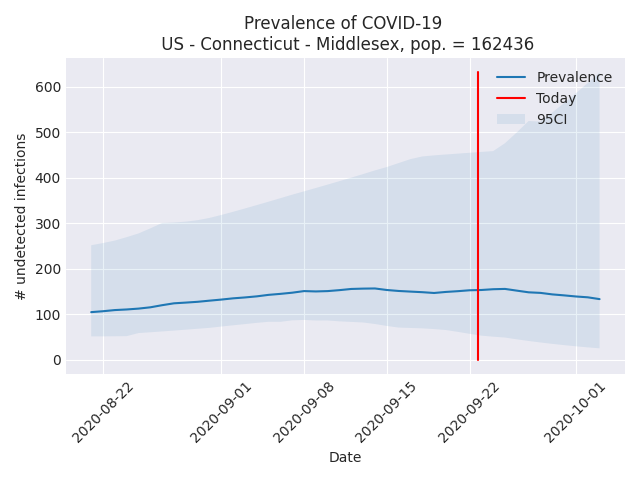 Prevalence of COVID-19
US - Connecticut - Middlesex, pop. = 162436
Prevalence
Today
95CI
# undetected infections
600
500
400
300
200
100
0
2020-08-22
2020-09-01
2020-09-08
2020-09-15
2020-09-22
2020-10-01
Date